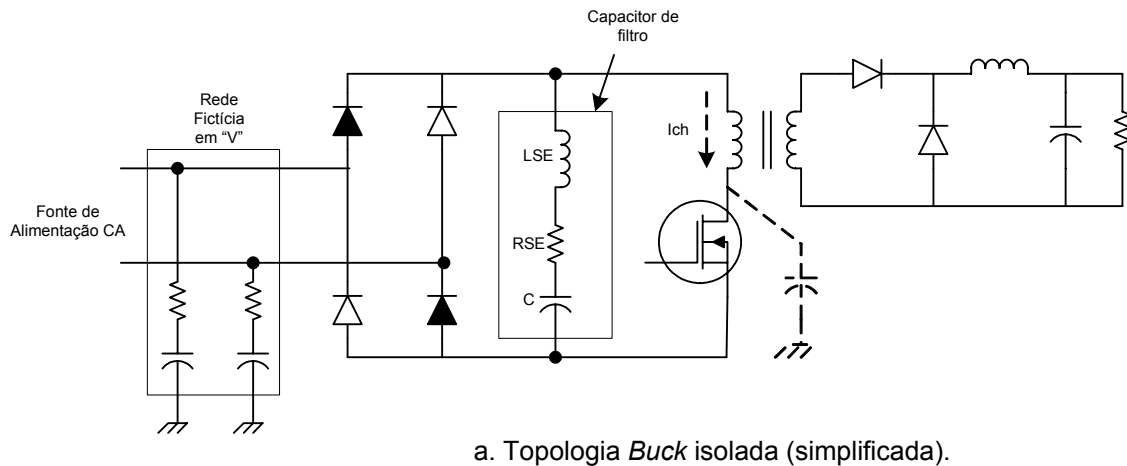 Capacitor de
filtro
Rede
Fictícia
em “V”
Ich
LSE
Fonte de
Alimentação CA
RSE
C
a. Topologia Buck isolada (simplificada).